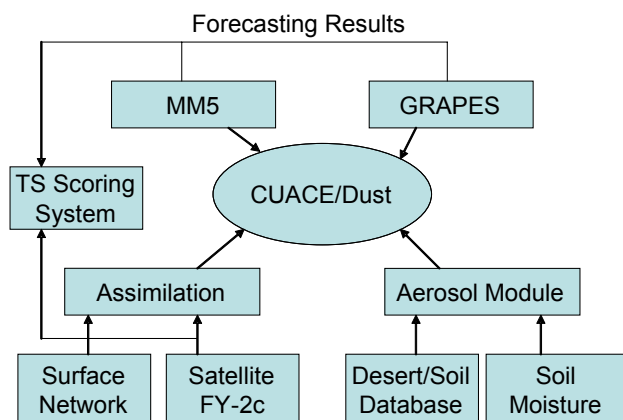 Forecasting Results
MM5
GRAPES
TS Scoring
System
CUACE/Dust
Assimilation
Aerosol Module
Surface
Network
Satellite
FY-2c
Desert/Soil
Database
Soil
Moisture